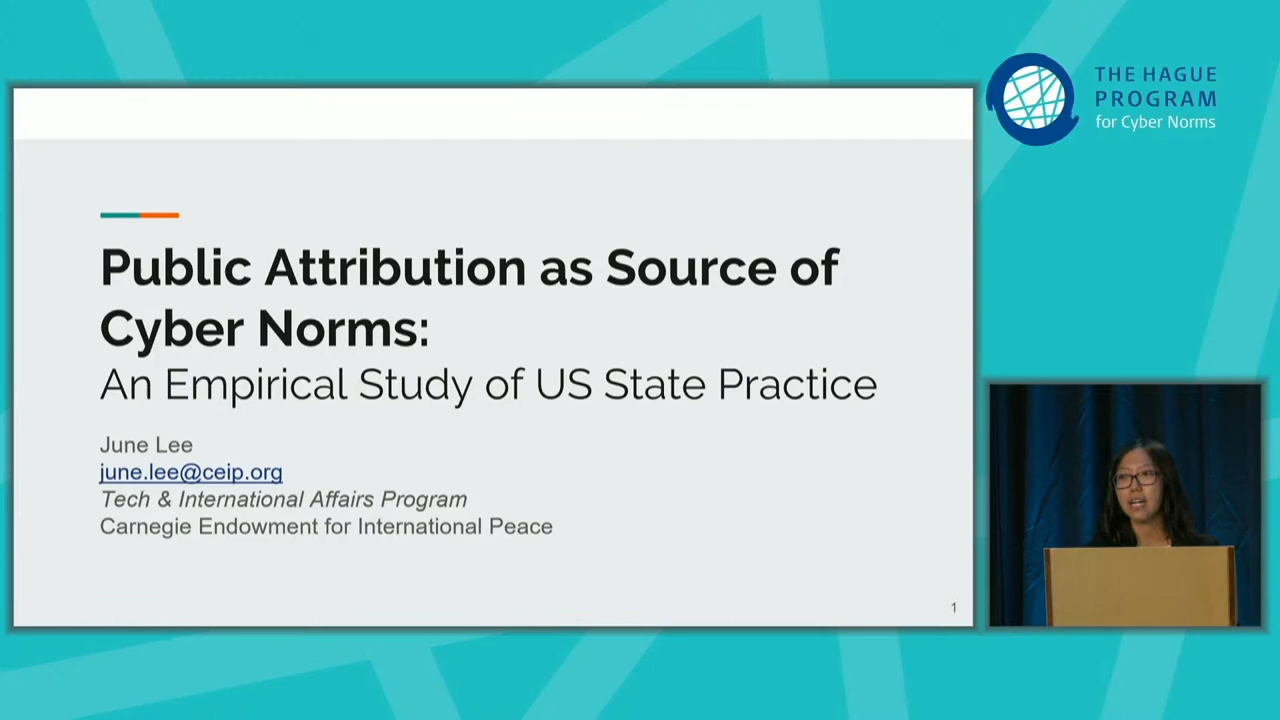 THE HAGUE
PROGRAM
for Cyber Norms
Public Attribution as Source of
Cyber Norms:
An Empirical Study of US State Practice
June Lee
june.lee@ceip.org
Tech & International Affairs Program
Carnegie Endowment for International Peace
1